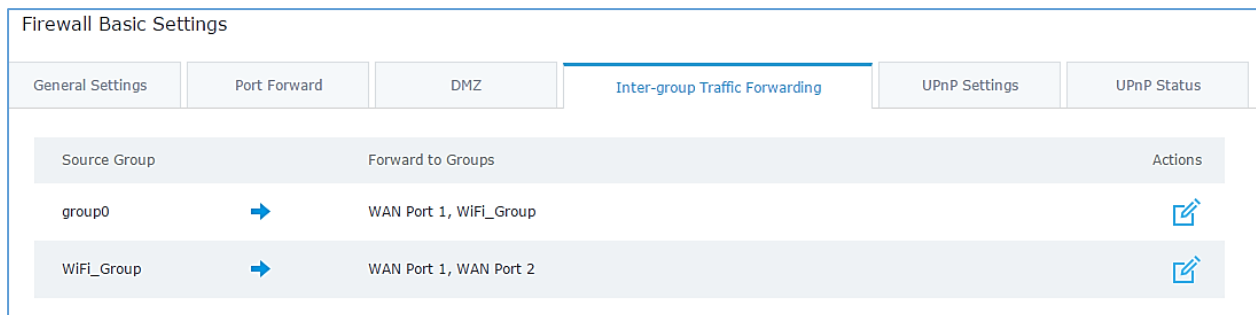 Firewall Basic Settings
General Settings Port Forward DMZ Inter-group Traffic Forwarding UPnP Settings UPnP Status
Source Group Forward to Groups Actions
group0 WAN Port 1, WiFi_Group
WiFi_Group WAN Port 1, WAN Port 2